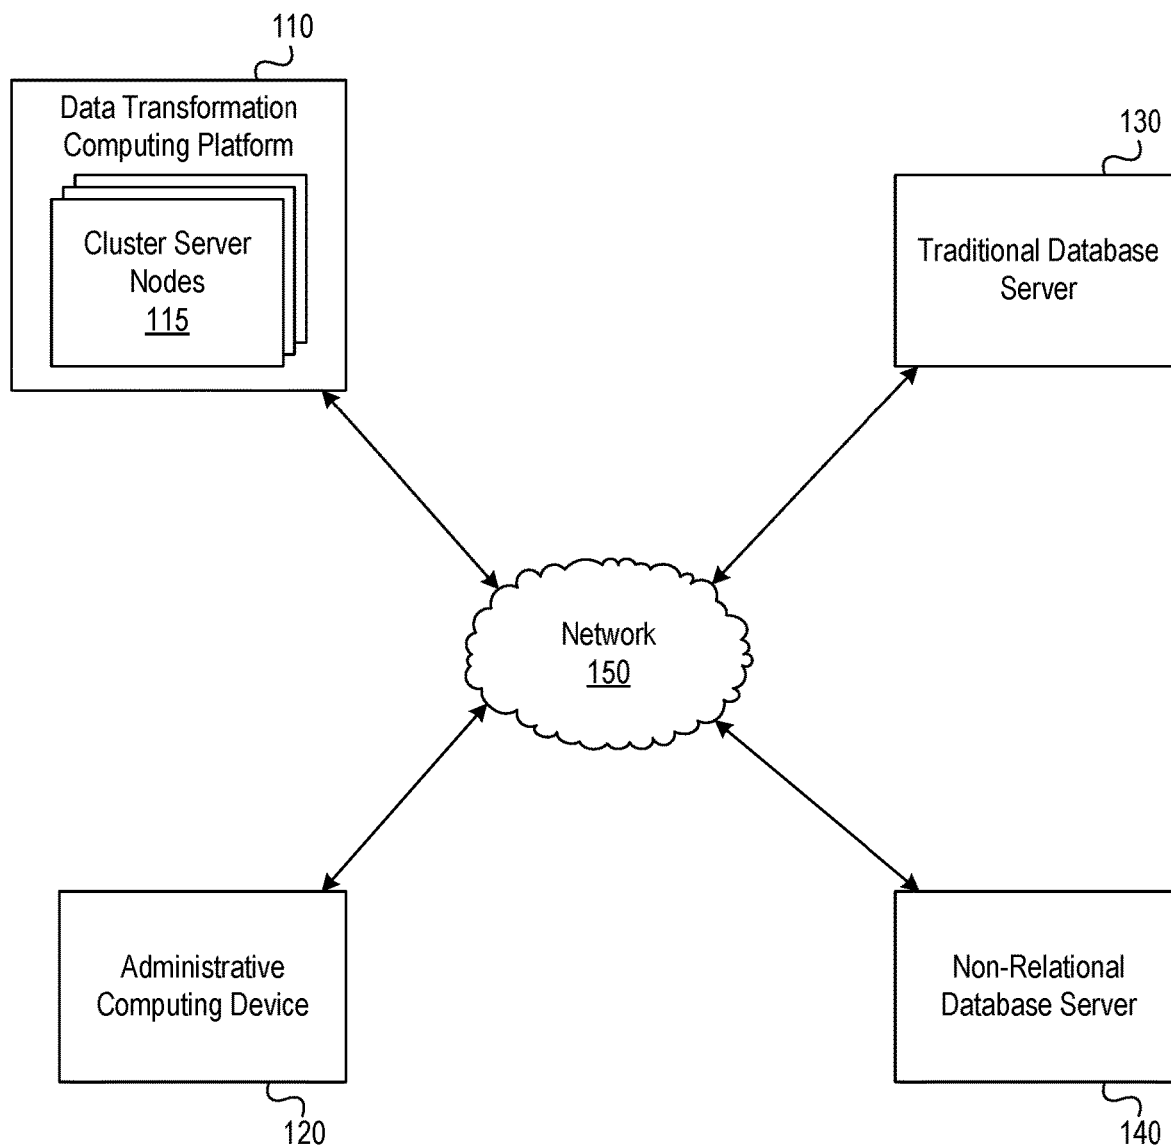 110
Data Transformation
Computing Platform
Cluster Server
Nodes
115
130
Traditional Database
Server
Network
150
Administrative
Computing Device
120
Non-Relational
Database Server
140